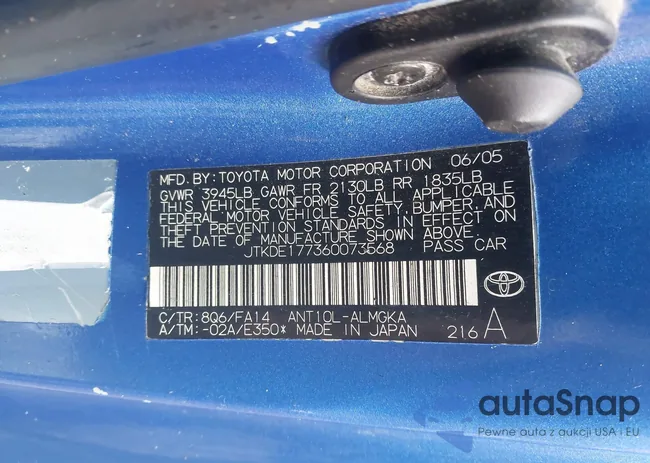 MFD. BY: TOYOTA MOTOR CORPORATION 06/05
GVWR 3945LB GAWR FR 2130LB RR 1835LB
THIS VEHICLE CONFORMS TO ALL APPLICABLE
FEDERAL MOTOR VEHICLE SAFETY, BUMPER, AND
THEFT PREVENTION STANDARDS IN EFFECT ON
THE DATE OF MANUFACTURE SHOWN ABOVE.
JTKDE177360073568 PASS CAR
C/TR: 8Q6/FA14 ANT10L-ALMGKA
A/TM: -02A/E350* MADE IN JAPAN 216 A
autoSnap
Pewne auta z aukcji USA i EU